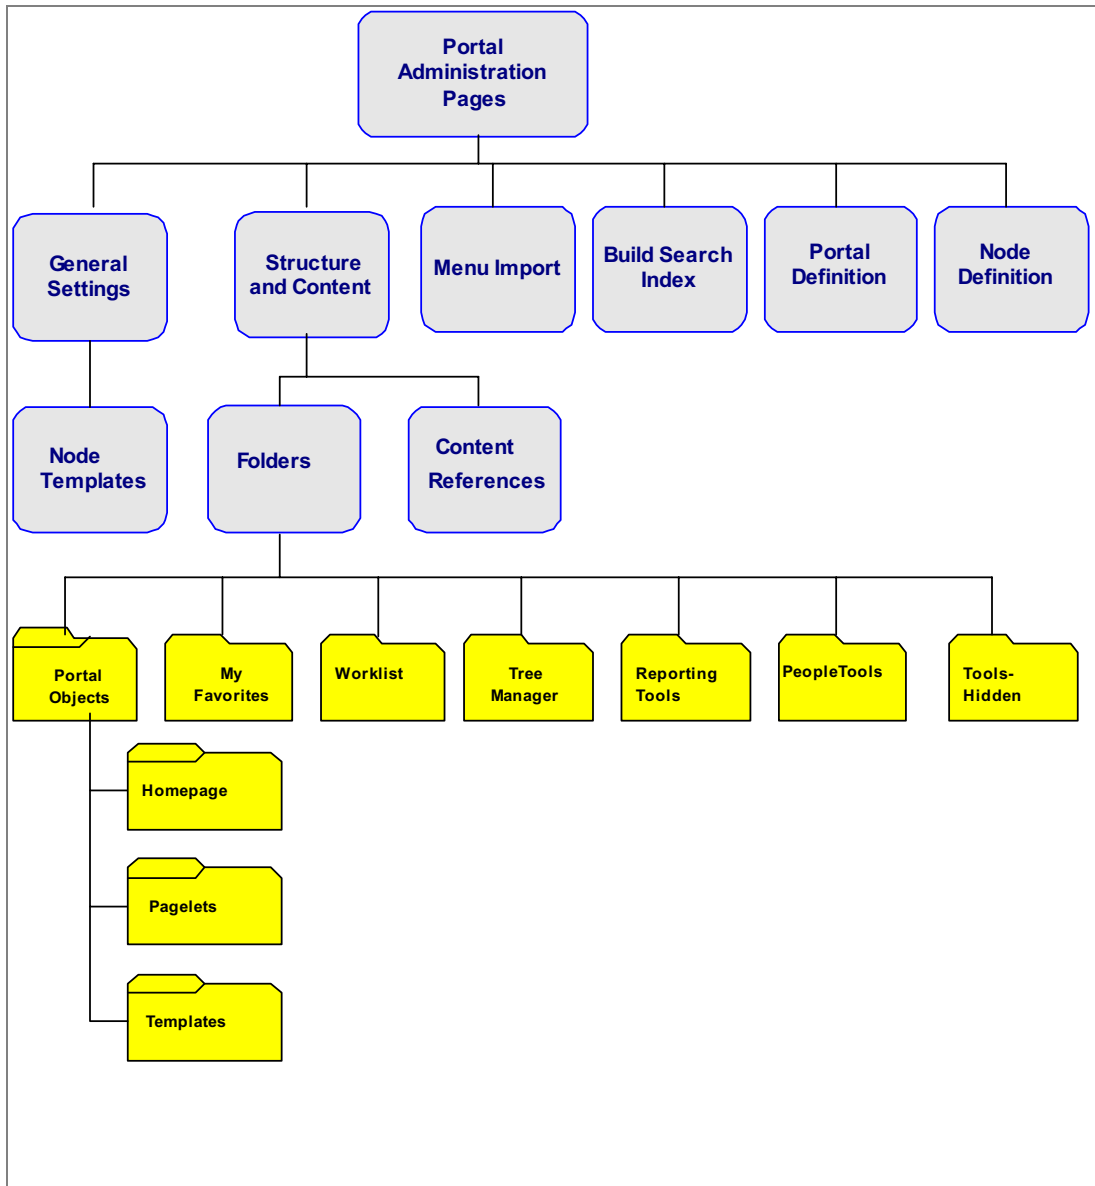 Portal
Administration
Pages
General
Settings
Structure
and Content
Menu Import
Build Search
Index
Portal
Definition
Node
Definition
Node
Templates
Folders
Content
References
Portal
Objects
My
Favorites
Worklist
Tree
Manager
Reporting
Tools
PeopleTools
Tools-
Hidden
Homepage
Pagelets
Templates